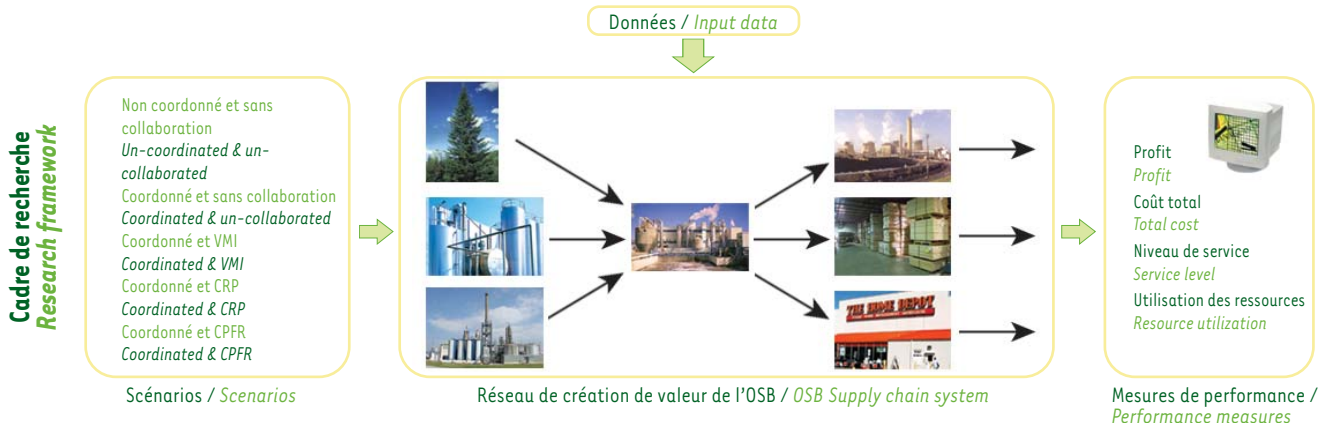 Données / Input data
Cadre de recherche
Research framework
Non coordonné et sans
collaboration
Un-coordinated & un-
collaborated
Coordonné et sans collaboration
Coordinated & un-collaborated
Coordonné et VMI
Coordinated & VMI
Coordonné et CRP
Coordinated & CRP
Coordonné et CPFR
Coordinated & CPFR
Scénarios / Scenarios
THE HOME DEPOT
Réseau de création de valeur de l'OSB / OSB Supply chain system
Profit
Profit
Coût total
Total cost
Niveau de service
Service level
Utilisation des ressources
Resource utilization
Mesures de performance /
Performance measures